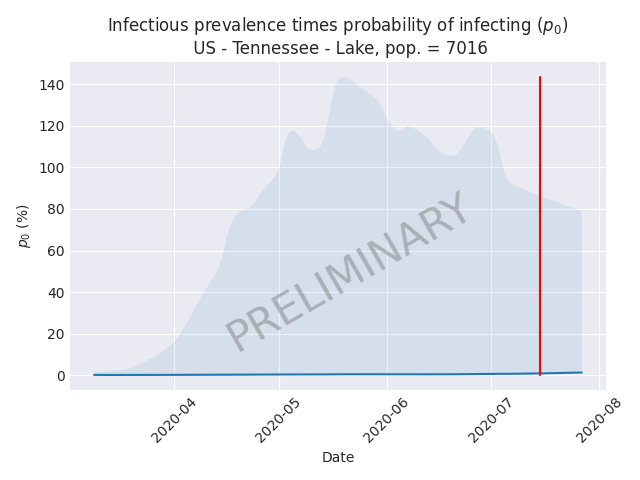 Infectious prevalence times probability of infecting (p₀)
US - Tennessee - Lake, pop. = 7016
140
120
100
80
60
40
20
0
p₀ (%)
PRELIMINARY
2020-04
2020-05
2020-06
2020-07
2020-08
Date